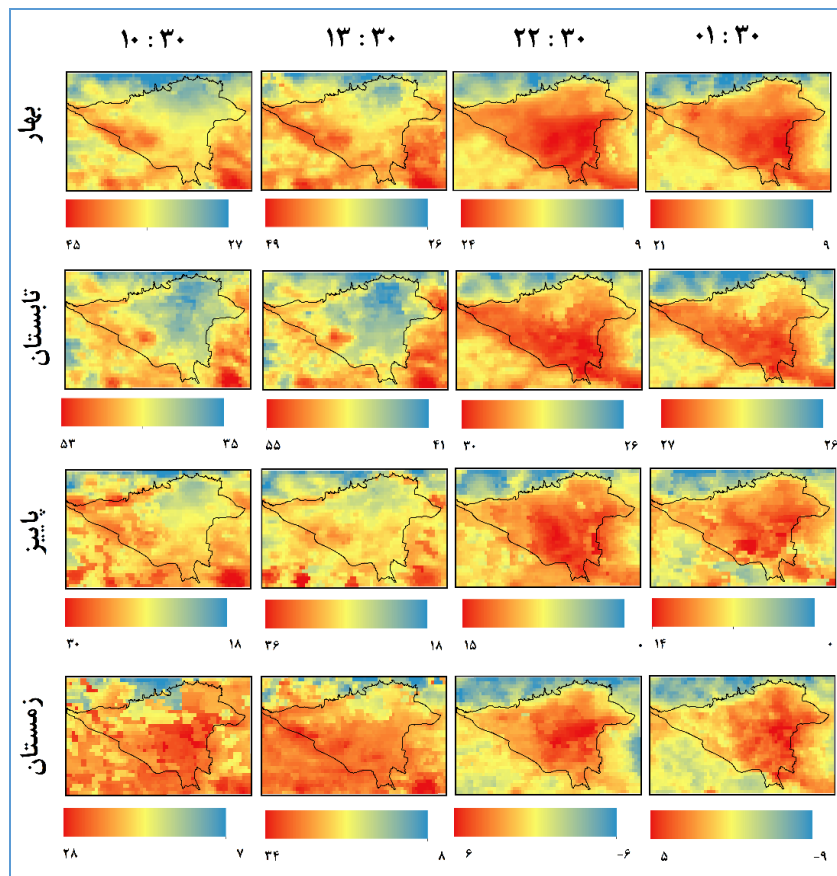 ۱۰ : ۳۰ ۱۳ : ۳۰ ۲۲ : ۳۰ ۰۱ : ۳۰
بهار
۴۵ ۲۷ ۴۹ ۲۶ ۲۴ ۹ ۲۱ ۹
تابستان
۵۳ ۳۵ ۵۵ ۴۱ ۳۰ ۲۶ ۲۷ ۲۶
پاییز
۳۰ ۱۸ ۳۶ ۱۸ ۱۵ ۰ ۱۴ ۰
زمستان
۲۸ ۷ ۳۴ ۸ ۶ -۶ ۵ -۹